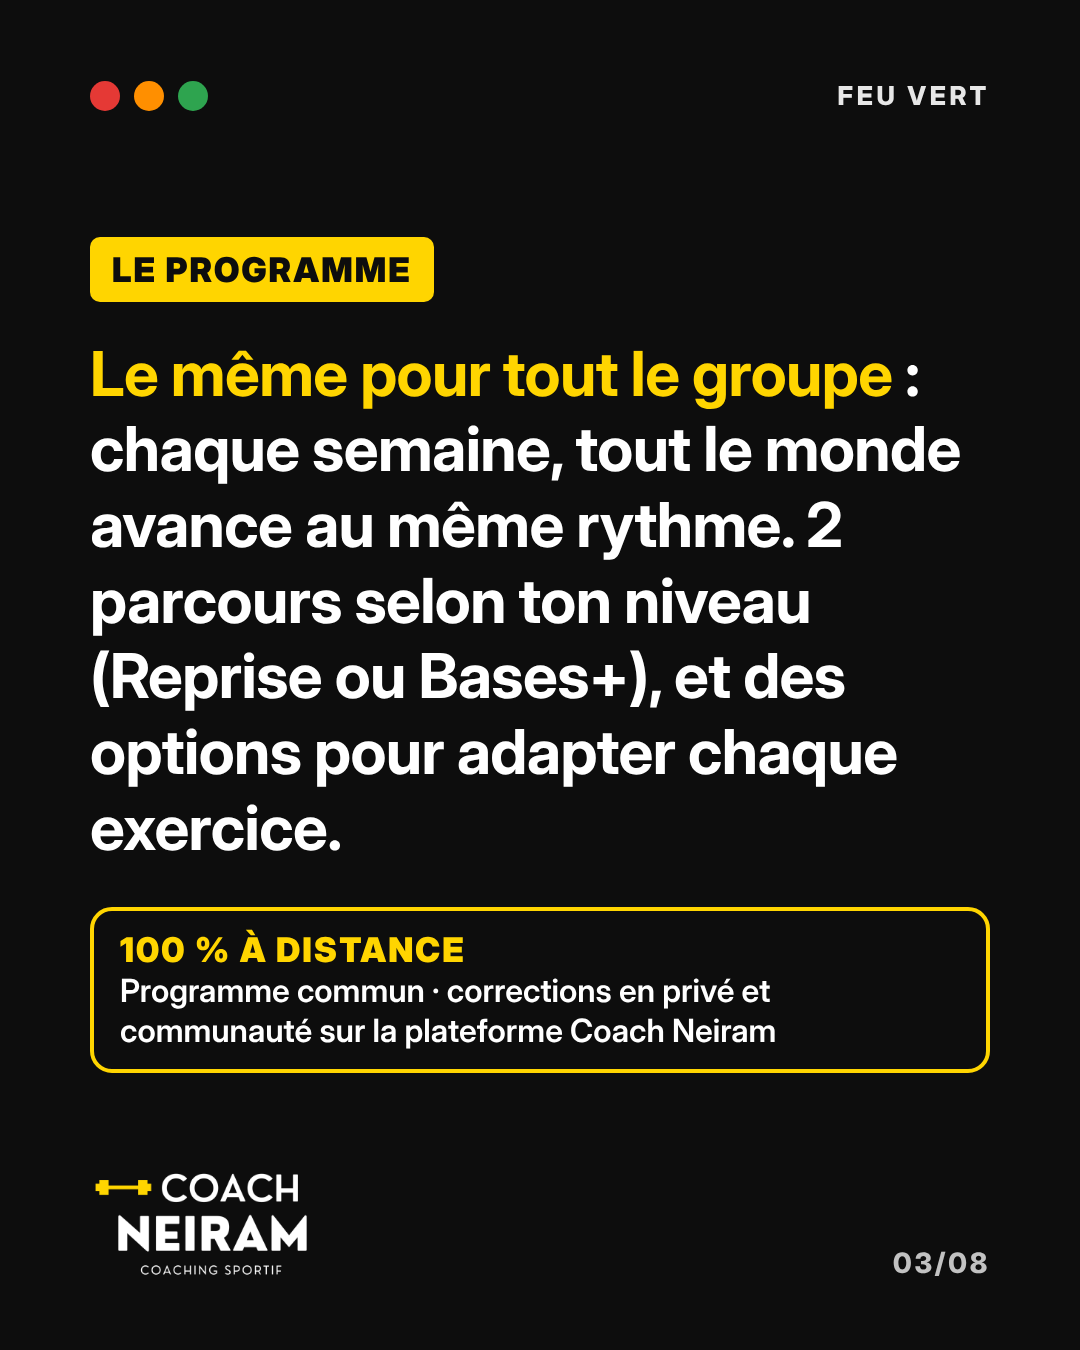 FEU VERT
LE PROGRAMME
Le même pour tout le groupe :
chaque semaine, tout le monde
avance au même rythme. 2
parcours selon ton niveau
(Reprise ou Bases+), et des
options pour adapter chaque
exercice.
100 % À DISTANCE
Programme commun · corrections en privé et
communauté sur la plateforme Coach Neiram
COACH
NEIRAM
COACHING SPORTIF
03/08